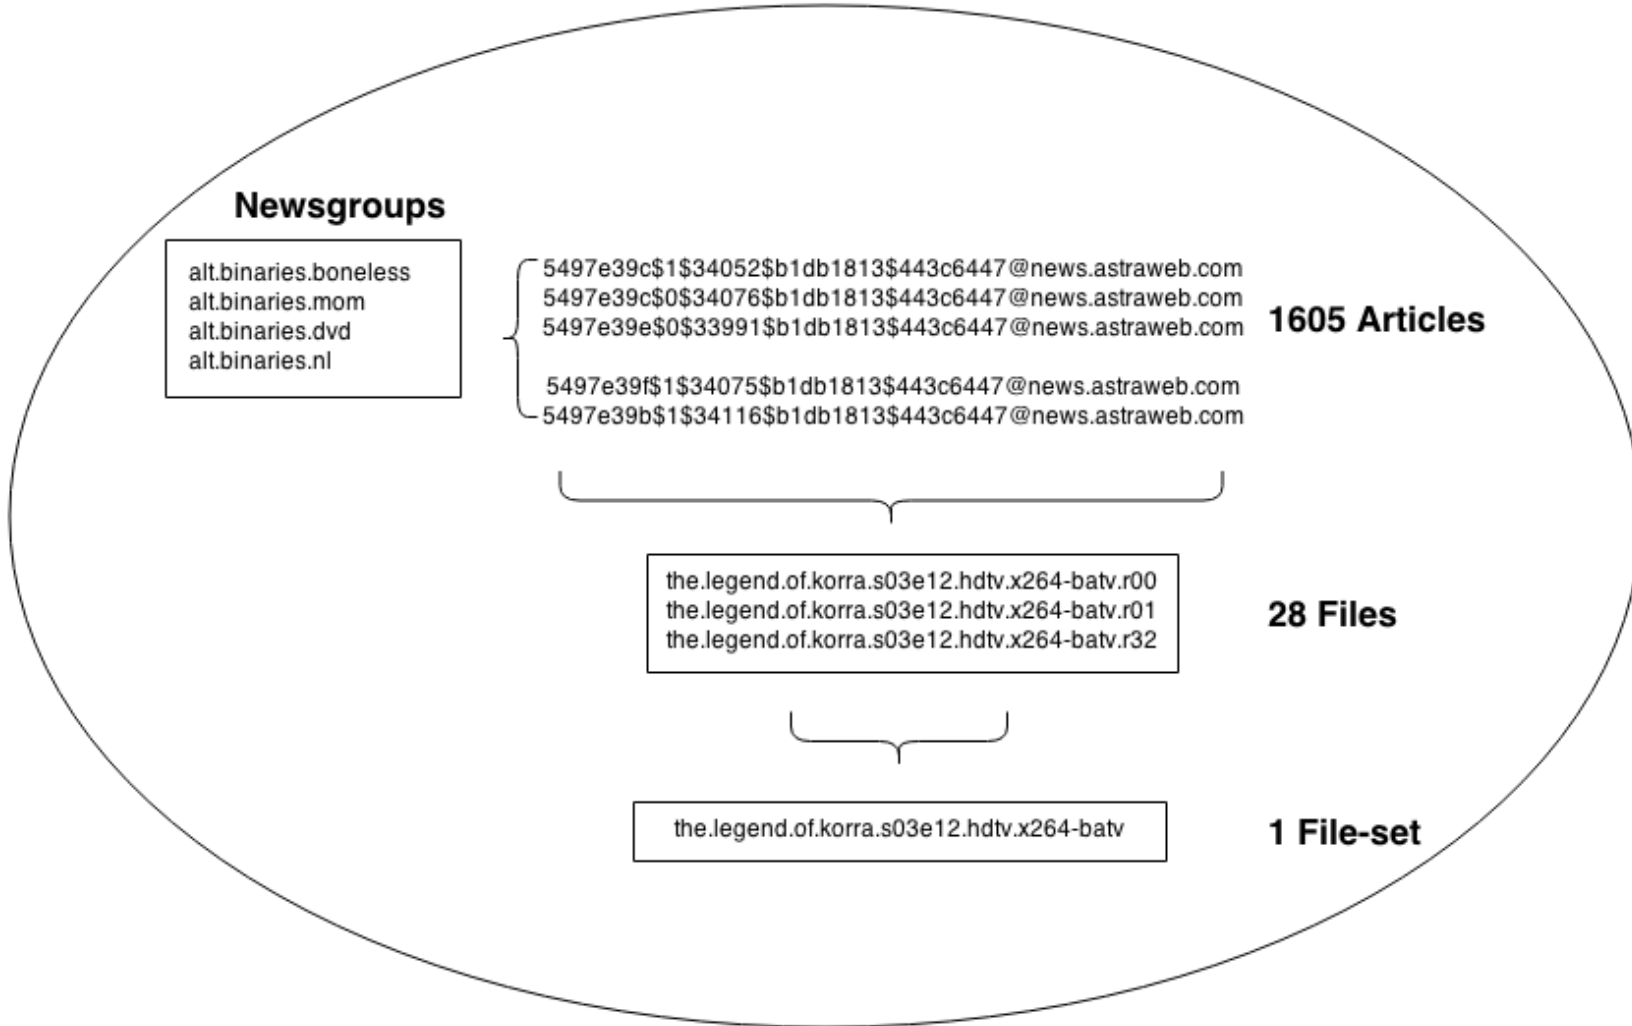 Newsgroups
alt.binaries.boneless
alt.binaries.mom
alt.binaries.dvd
alt.binaries.nl
5497e39c$1$34052$b1db1813$443c6447@news.astraweb.com
5497e39c$0$34076$b1db1813$443c6447@news.astraweb.com
5497e39e$0$33991$b1db1813$443c6447@news.astraweb.com
5497e39f$1$34075$b1db1813$443c6447@news.astraweb.com
5497e39b$1$34116$b1db1813$443c6447@news.astraweb.com
1605 Articles
the.legend.of.korra.s03e12.hdtv.x264-batv.r00
the.legend.of.korra.s03e12.hdtv.x264-batv.r01
the.legend.of.korra.s03e12.hdtv.x264-batv.r32
28 Files
the.legend.of.korra.s03e12.hdtv.x264-batv
1 File-set